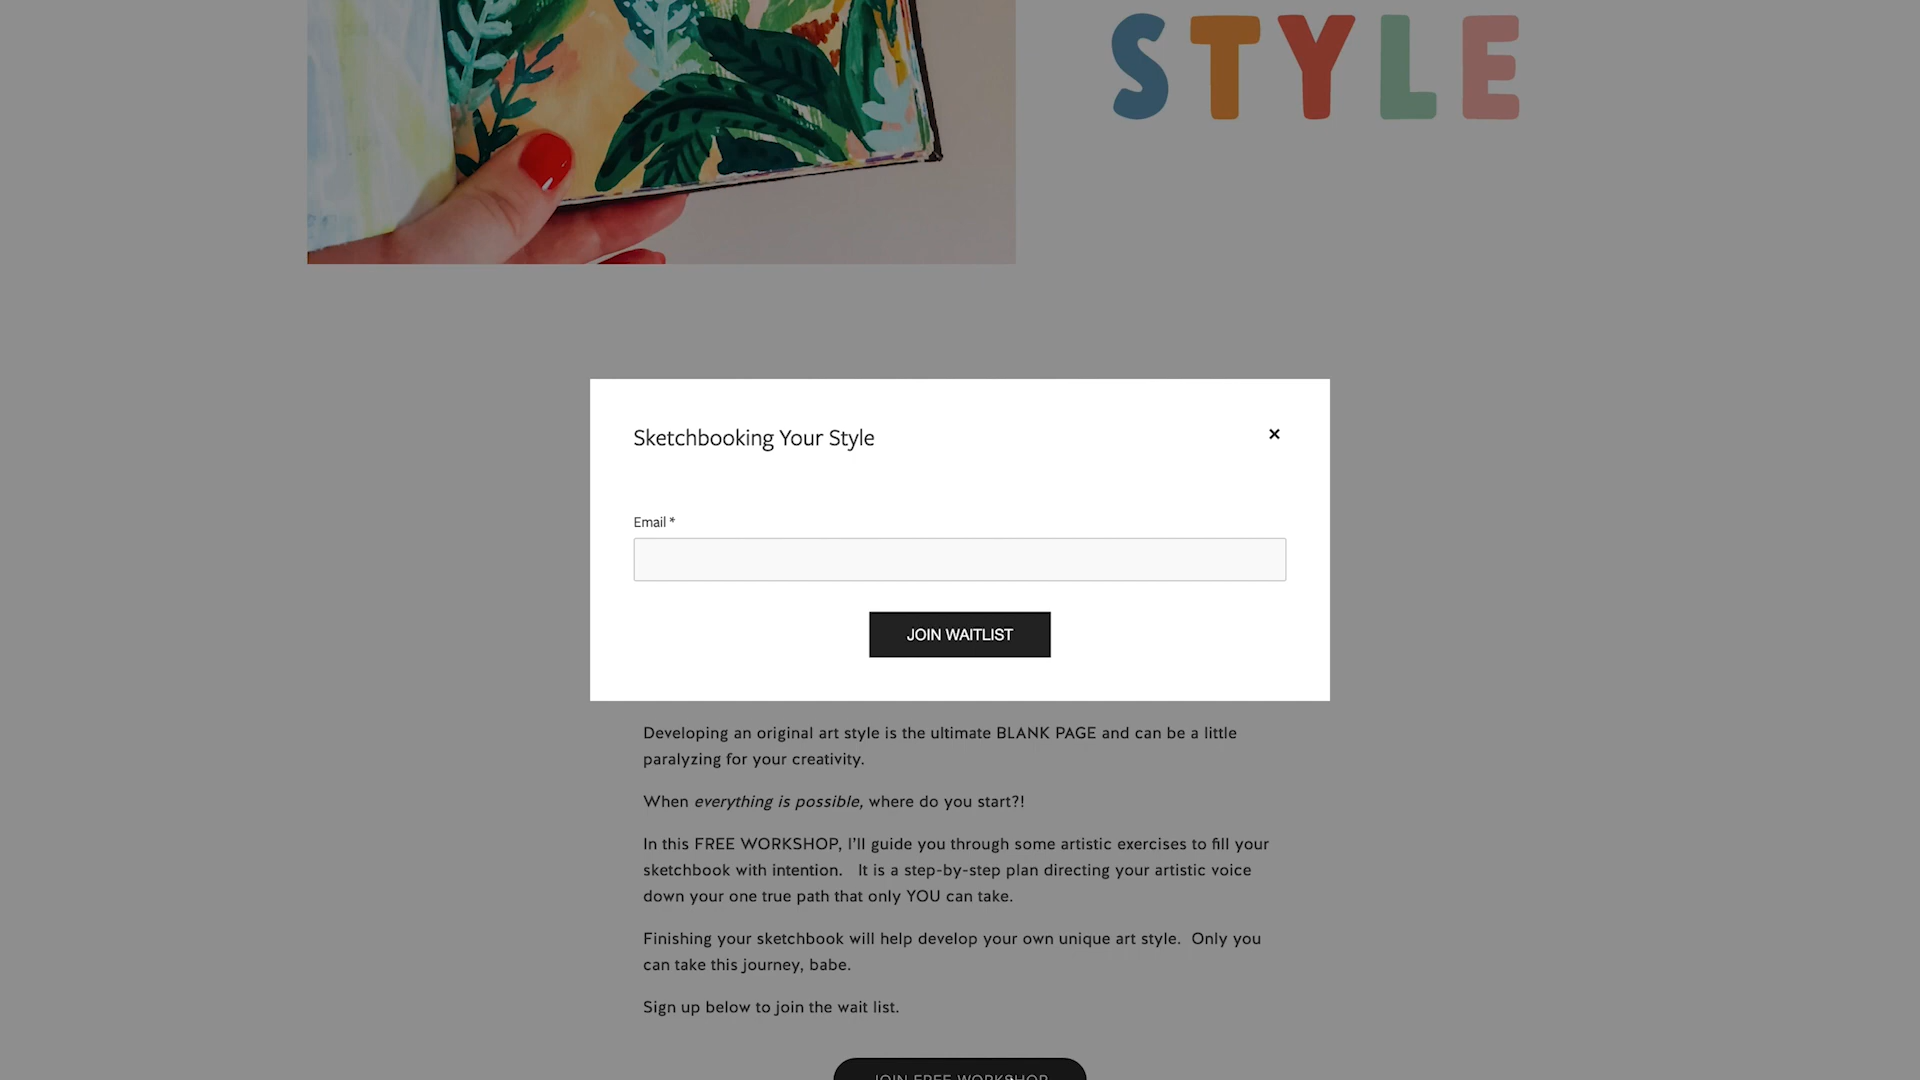 STYLE
Sketchbooking Your Style
×
Email *
JOIN WAITLIST
Developing an original art style is the ultimate BLANK PAGE and can be a little
paralyzing for your creativity.
When everything is possible, where do you start?!
In this FREE WORKSHOP, I'll guide you through some artistic exercises to fill your
sketchbook with intention.   It is a step-by-step plan directing your artistic voice
down your one true path that only YOU can take.
Finishing your sketchbook will help develop your own unique art style.  Only you
can take this journey, babe.
Sign up below to join the wait list.
JOIN FREE WORKSHOP